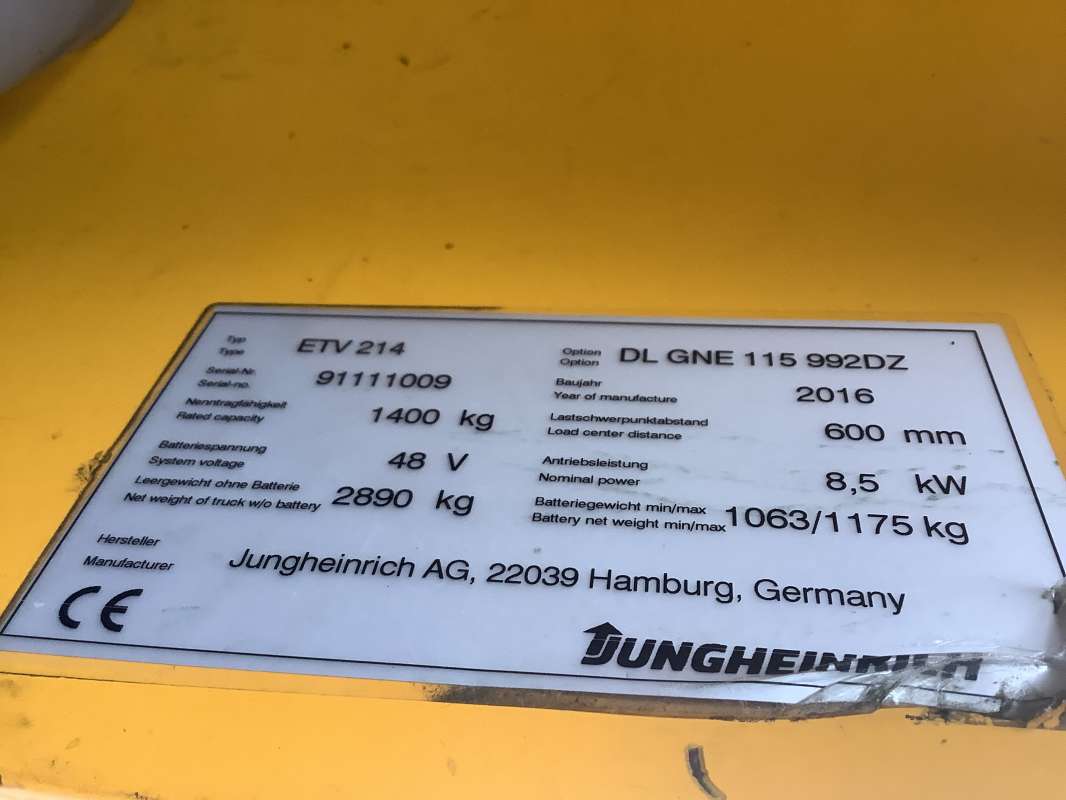 Typ
Type
ETV 214
Option
Option
DL GNE 115 992DZ
Serial-Nr.
Serial-no.
91111009
Baujahr
Year of manufacture
2016
Nenntragfähigkeit
Rated capacity
1400 kg
Lastschwerpunktabstand
Load center distance
600 mm
Batteriespannung
System voltage
48 V
Antriebsleistung
Nominal power
8,5 kW
Leergewicht ohne Batterie
Net weight of truck w/o battery
2890 kg
Batteriegewicht min/max
Battery net weight min/max
1063/1175 kg
Hersteller
Manufacturer
Jungheinrich AG, 22039 Hamburg, Germany
CE
JUNGHEINRICH